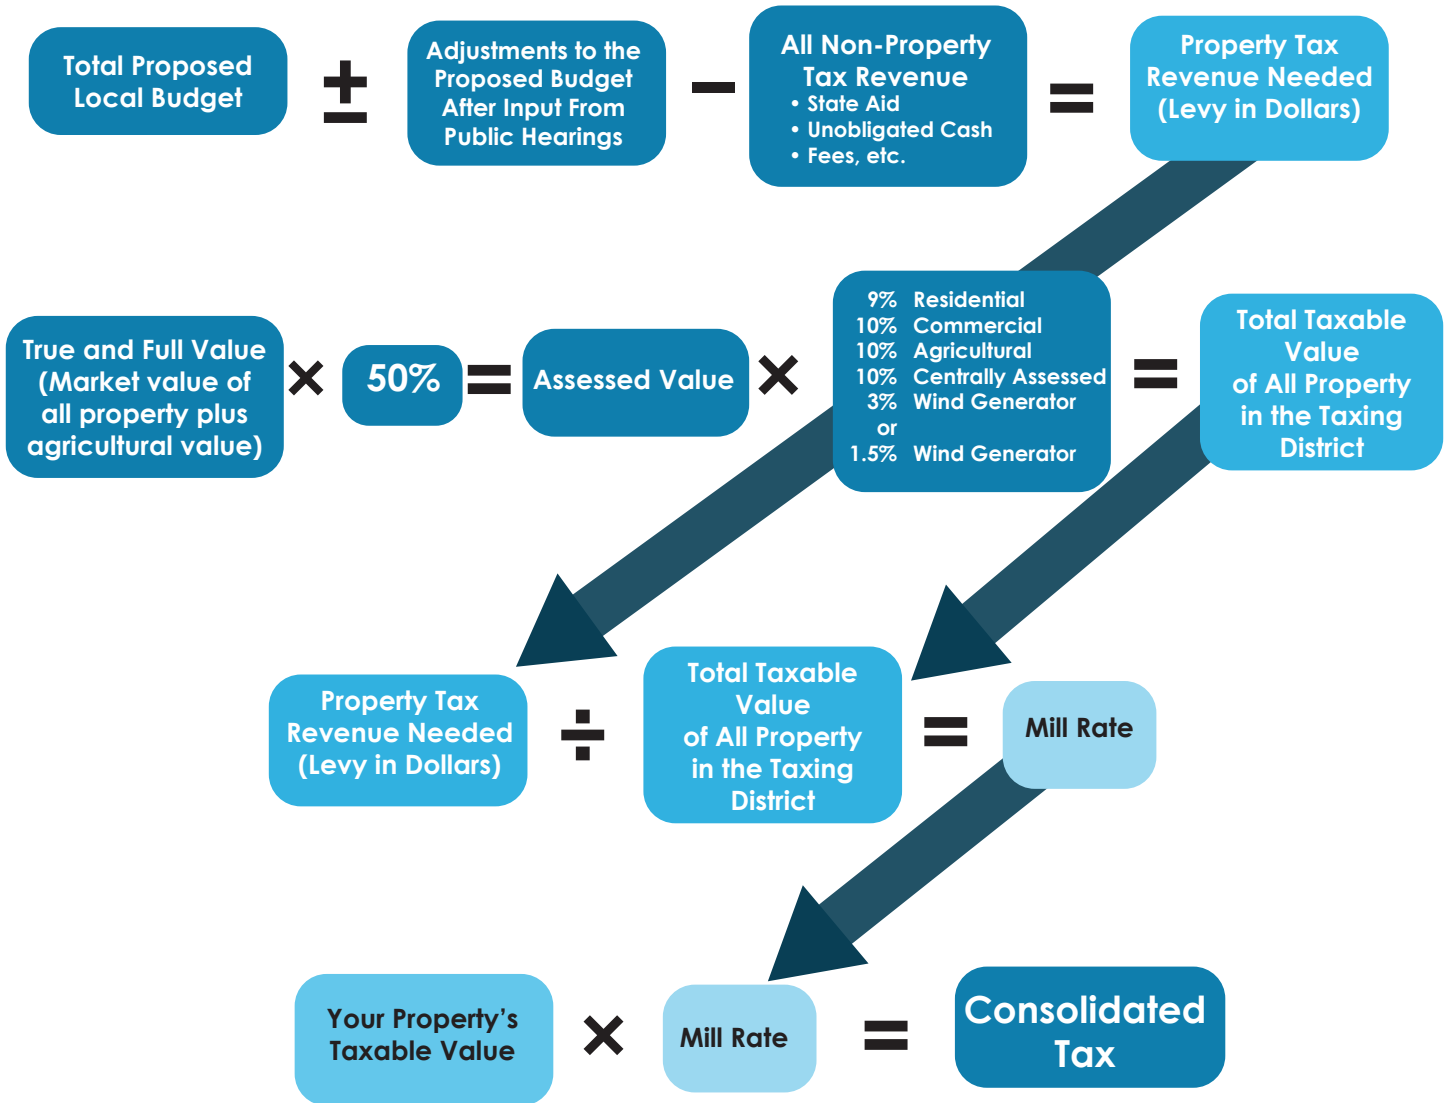 Total Proposed
Local Budget
±
Adjustments to the
Proposed Budget
After Input From
Public Hearings
−
All Non-Property
Tax Revenue
• State Aid
• Unobligated Cash
• Fees, etc.
=
Property Tax
Revenue Needed
(Levy in Dollars)
True and Full Value
(Market value of
all property plus
agricultural value)
×
50%
=
Assessed Value
×
9% Residential
10% Commercial
10% Agricultural
10% Centrally Assessed
3% Wind Generator
or
1.5% Wind Generator
=
Total Taxable
Value
of All Property
in the Taxing
District
Property Tax
Revenue Needed
(Levy in Dollars)
÷
Total Taxable
Value
of All Property
in the Taxing
District
=
Mill Rate
Your Property’s
Taxable Value
×
Mill Rate
=
Consolidated
Tax